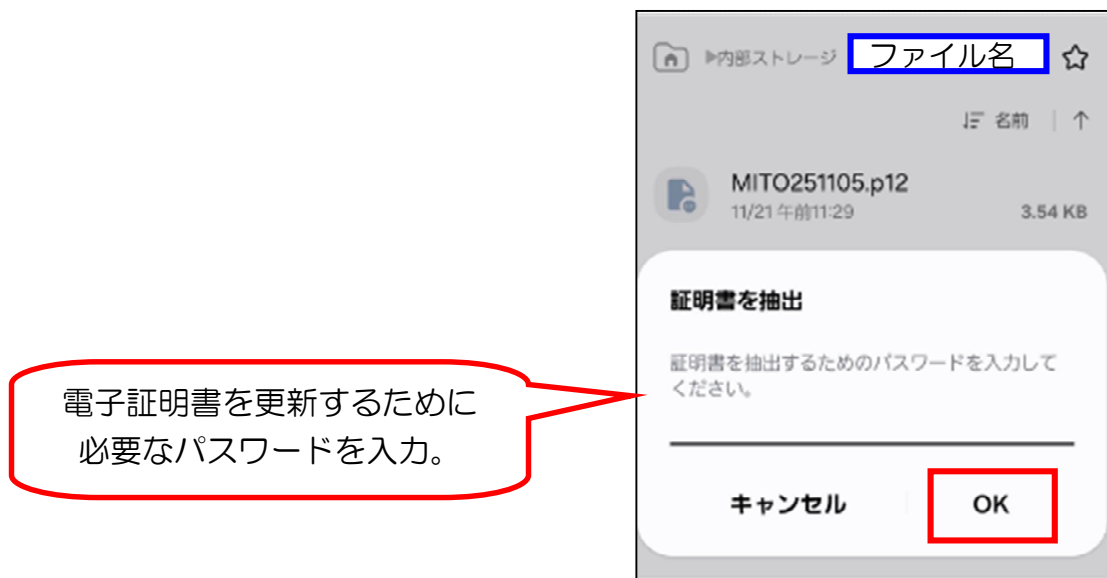 内部ストレージ ファイル名
名前
MITO251105.p12
11/21 午前11:29 3.54 KB
証明書を抽出
証明書を抽出するためのパスワードを入力して
ください。
電子証明書を更新するために
必要なパスワードを入力。
キャンセル OK